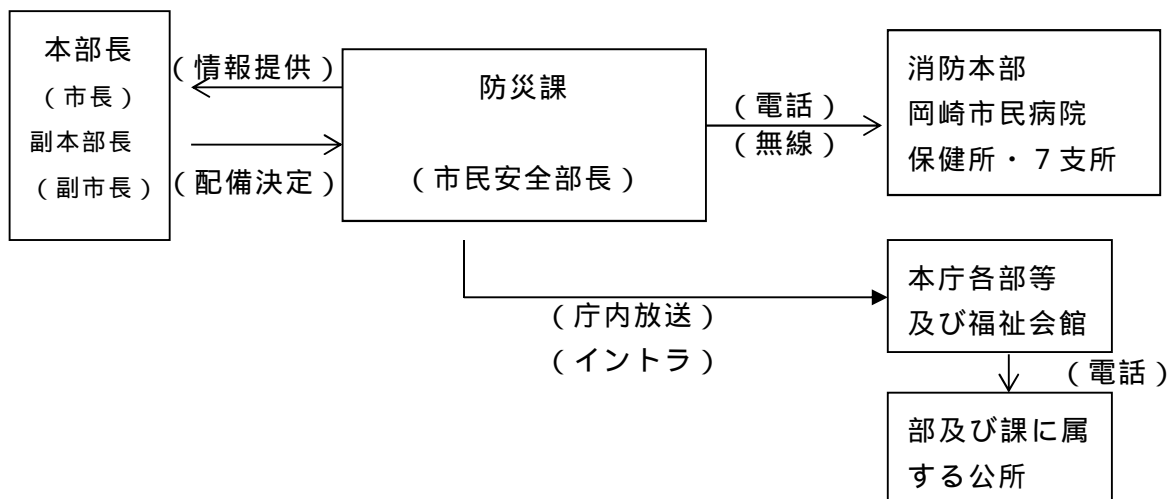 本部長
（市長）
副本部長
（副市長）
（情報提供）
（配備決定）
防災課
（市民安全部長）
（電話）
（無線）
消防本部
岡崎市民病院
保健所・７支所
（庁内放送）
（イントラ）
本庁各部等
及び福祉会館
（電話）
部及び課に属
する公所